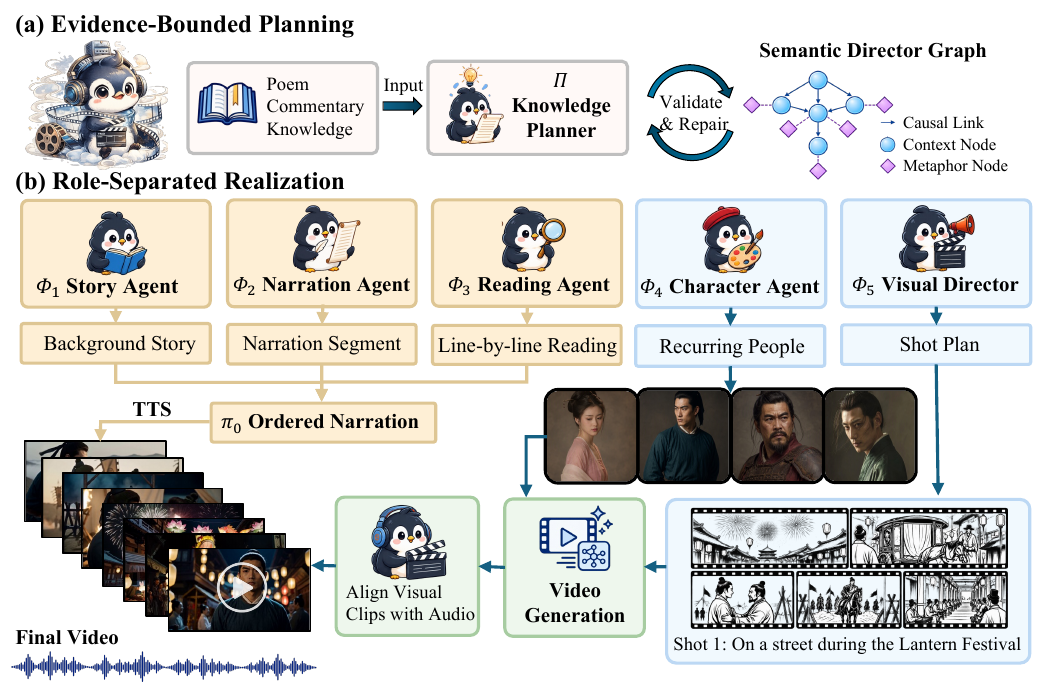 (a) Evidence-Bounded Planning
Poem
Commentary
Knowledge
Input
Π
Knowledge
Planner
Validate
& Repair
Semantic Director Graph
Causal Link
Context Node
Metaphor Node
(b) Role-Separated Realization
Φ1 Story Agent
Φ2 Narration Agent
Φ3 Reading Agent
Φ4 Character Agent
Φ5 Visual Director
Background Story
Narration Segment
Line-by-line Reading
Recurring People
Shot Plan
TTS
π0 Ordered Narration
Align Visual
Clips with Audio
Video
Generation
Shot 1: On a street during the Lantern Festival
Final Video